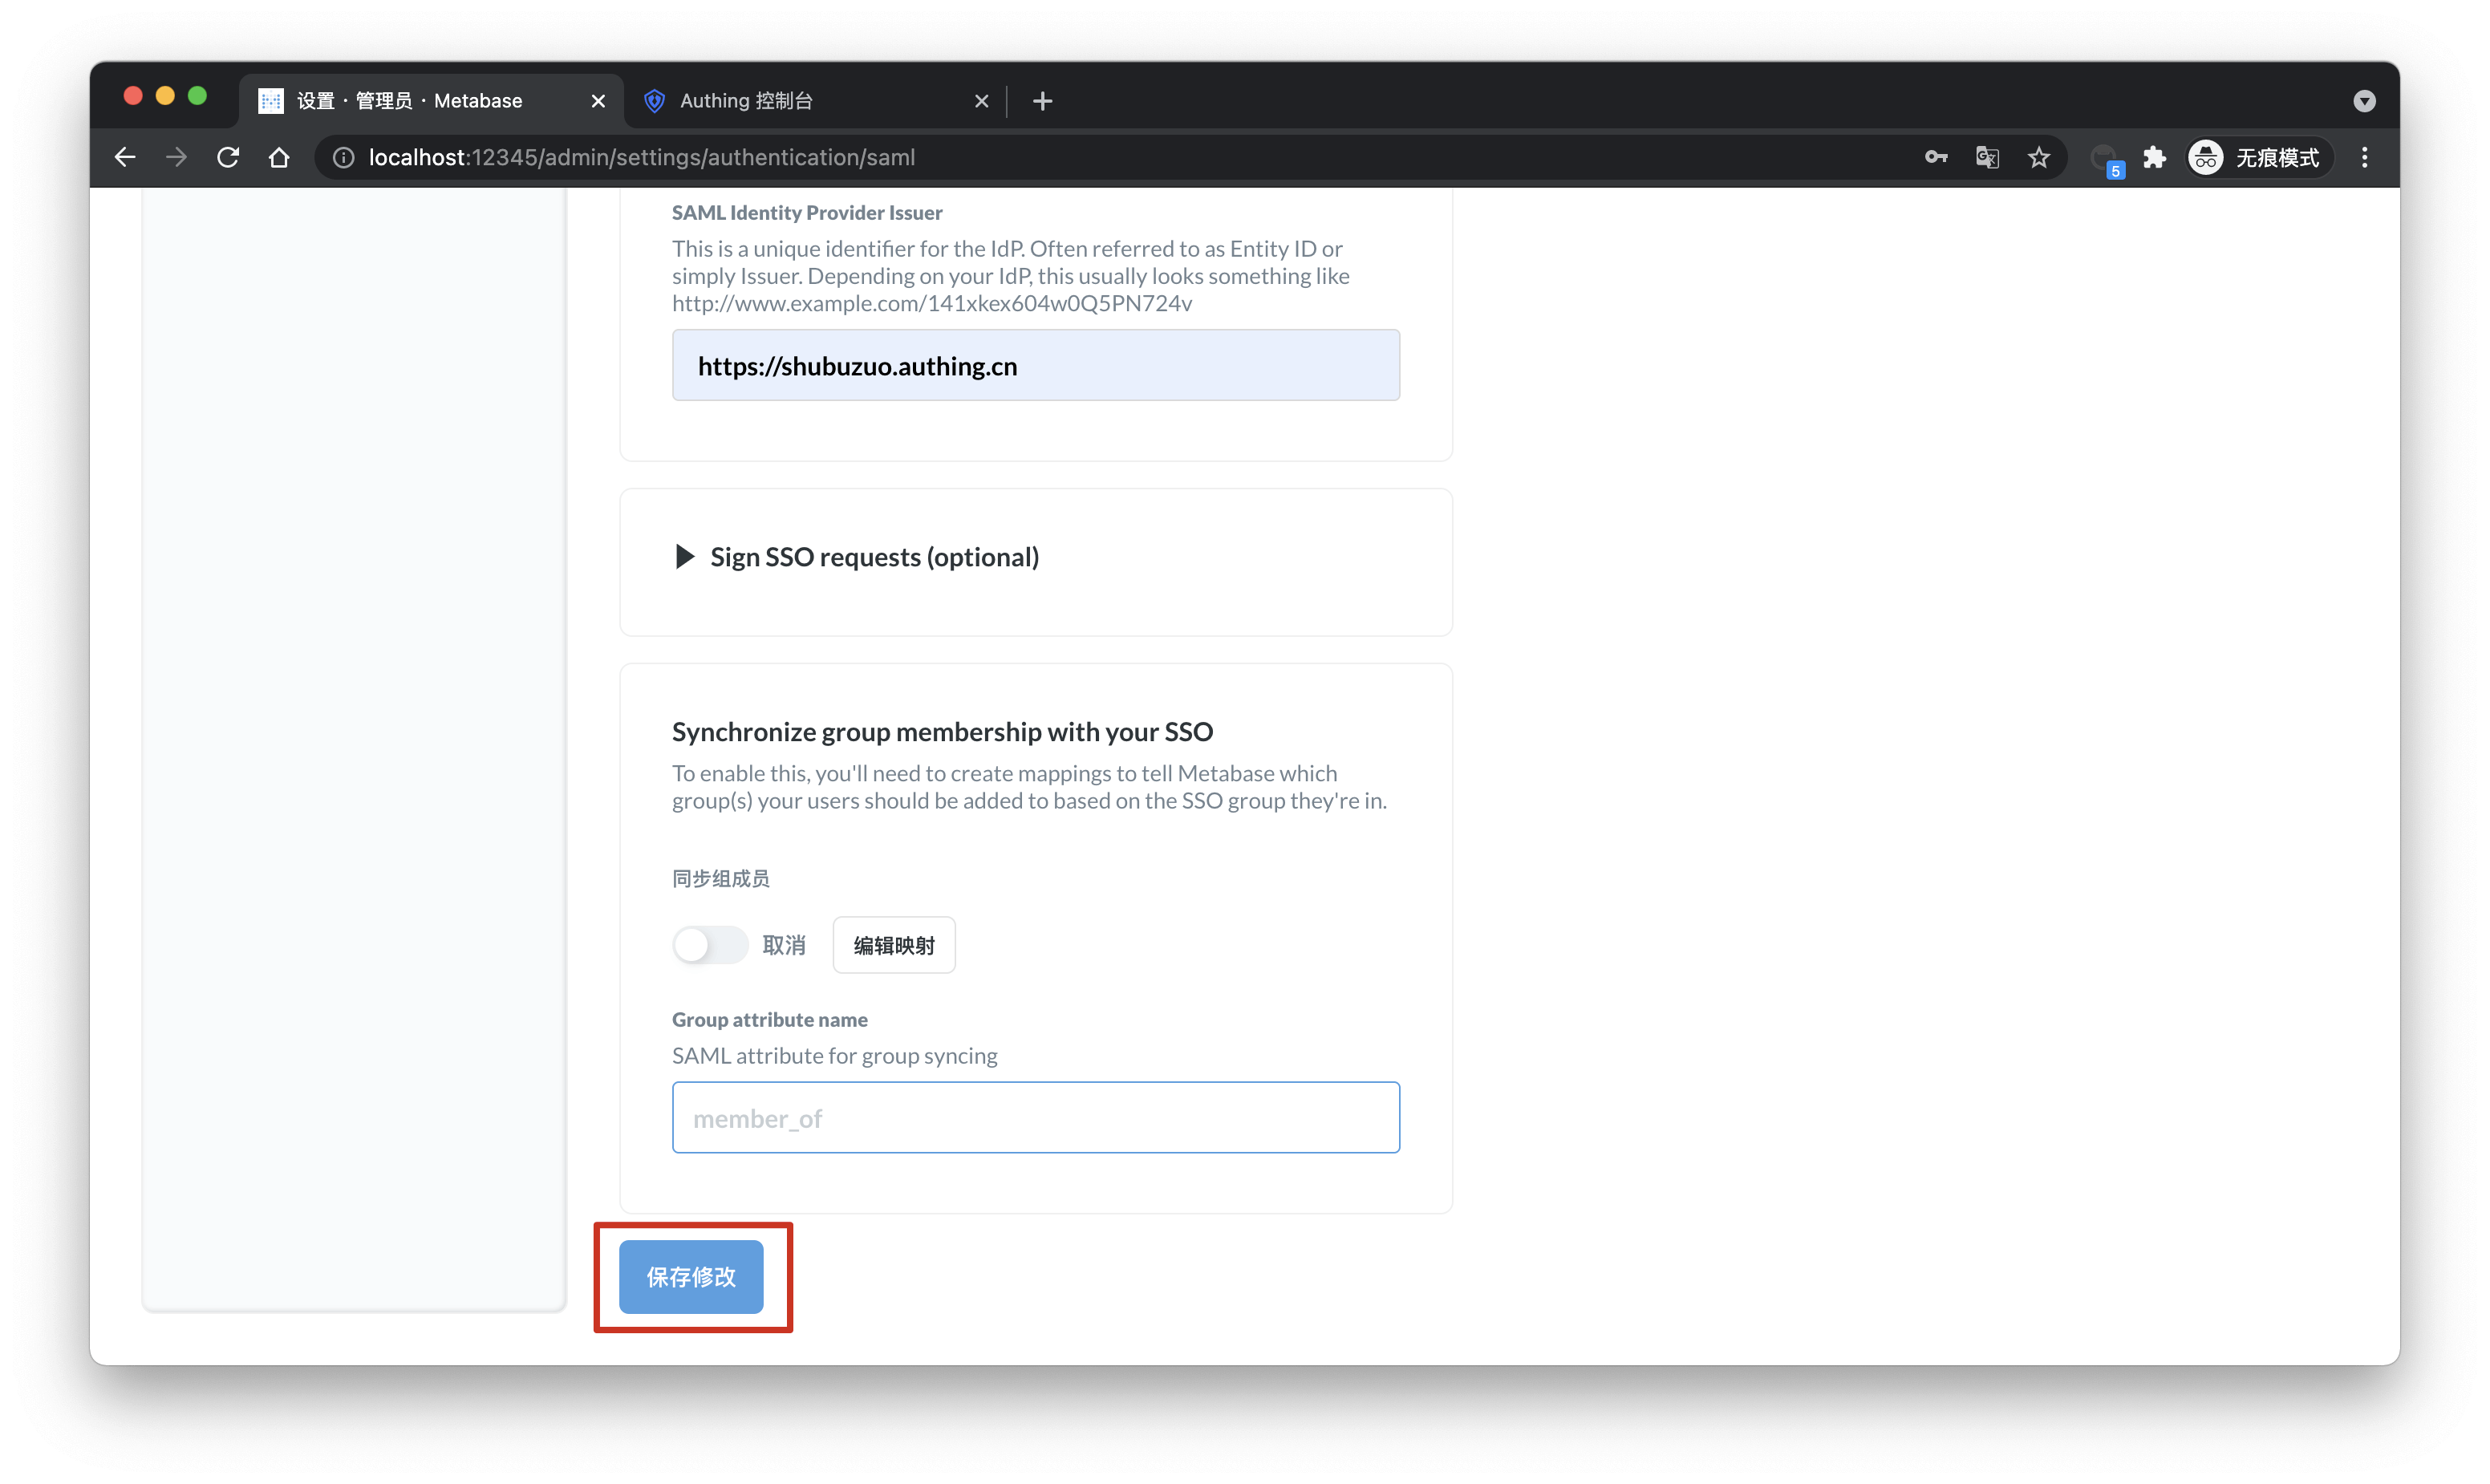 设置 · 管理员 · Metabase
Authing 控制台
localhost:12345/admin/settings/authentication/saml
5
无痕模式
SAML Identity Provider Issuer
This is a unique identifier for the IdP. Often referred to as Entity ID or
simply Issuer. Depending on your IdP, this usually looks something like
http://www.example.com/141xkex604w0Q5PN724v
https://shubuzuo.authing.cn
Sign SSO requests (optional)
Synchronize group membership with your SSO
To enable this, you'll need to create mappings to tell Metabase which
group(s) your users should be added to based on the SSO group they're in.
同步组成员
取消
编辑映射
Group attribute name
SAML attribute for group syncing
member_of
保存修改